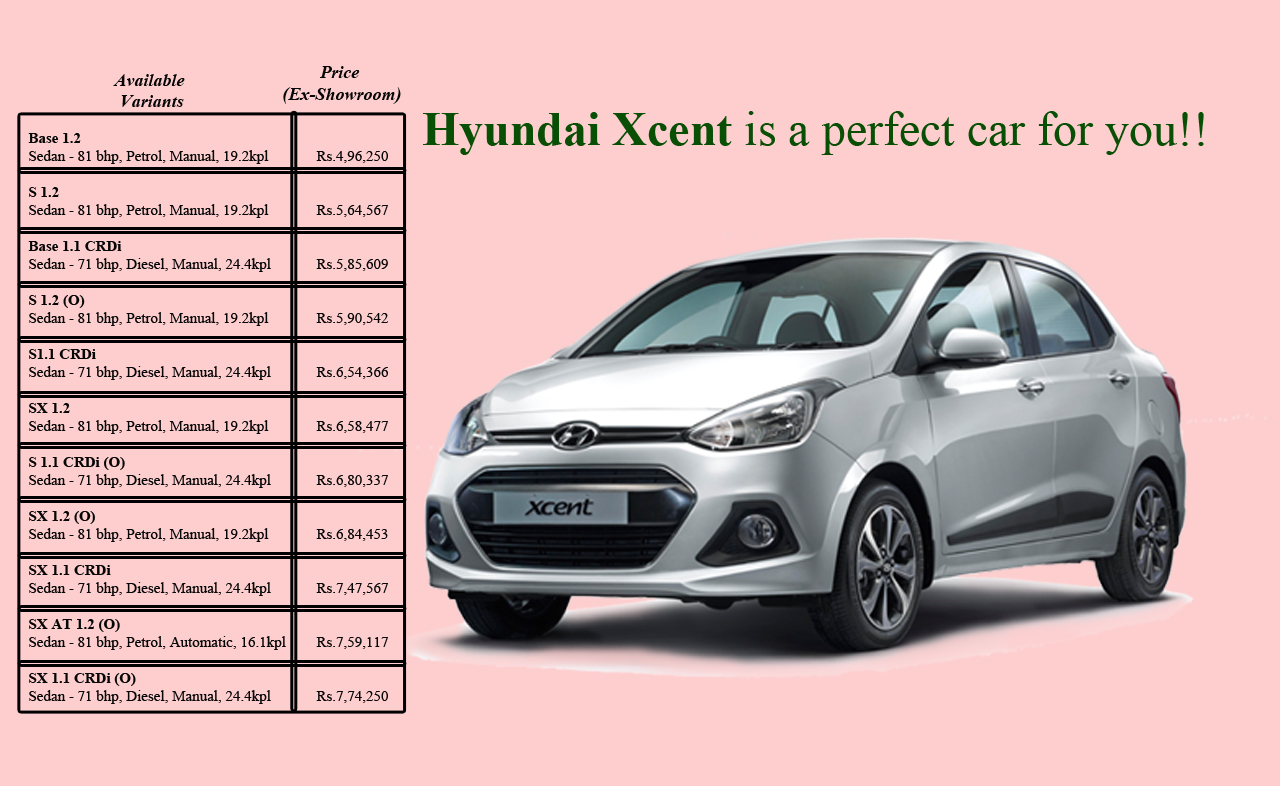 Available
Variants
Price
(Ex-Showroom)
Hyundai Xcent is a perfect car for you!!
Base 1.2
Sedan - 81 bhp, Petrol, Manual, 19.2kpl Rs.4,96,250
S 1.2
Sedan - 81 bhp, Petrol, Manual, 19.2kpl Rs.5,64,567
Base 1.1 CRDi
Sedan - 71 bhp, Diesel, Manual, 24.4kpl Rs.5,85,609
S 1.2 (O)
Sedan - 81 bhp, Petrol, Manual, 19.2kpl Rs.5,90,542
S1.1 CRDi
Sedan - 71 bhp, Diesel, Manual, 24.4kpl Rs.6,54,366
SX 1.2
Sedan - 81 bhp, Petrol, Manual, 19.2kpl Rs.6,58,477
S 1.1 CRDi (O)
Sedan - 71 bhp, Diesel, Manual, 24.4kpl Rs.6,80,337
SX 1.2 (O)
Sedan - 81 bhp, Petrol, Manual, 19.2kpl Rs.6,84,453
SX 1.1 CRDi
Sedan - 71 bhp, Diesel, Manual, 24.4kpl Rs.7,47,567
SX AT 1.2 (O)
Sedan - 81 bhp, Petrol, Automatic, 16.1kpl Rs.7,59,117
SX 1.1 CRDi (O)
Sedan - 71 bhp, Diesel, Manual, 24.4kpl Rs.7,74,250
xcent